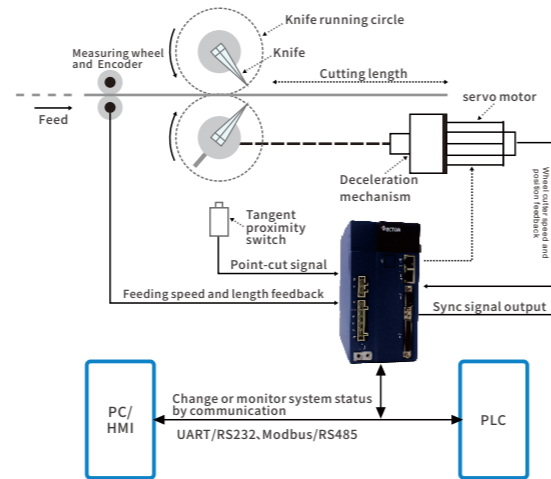 Knife running circle
Measuring wheel
and Encoder
Knife
Cutting length
servo motor
Feed
Deceleration
mechanism
Wheel outer speed and
position feedback
Tangent
proximity
switch
VECTOR
Point-cut signal
Feeding speed and length feedback
Sync signal output
Change or monitor system status
by communication
PC/
HMI
PLC
UART/RS232、Modbus/RS485